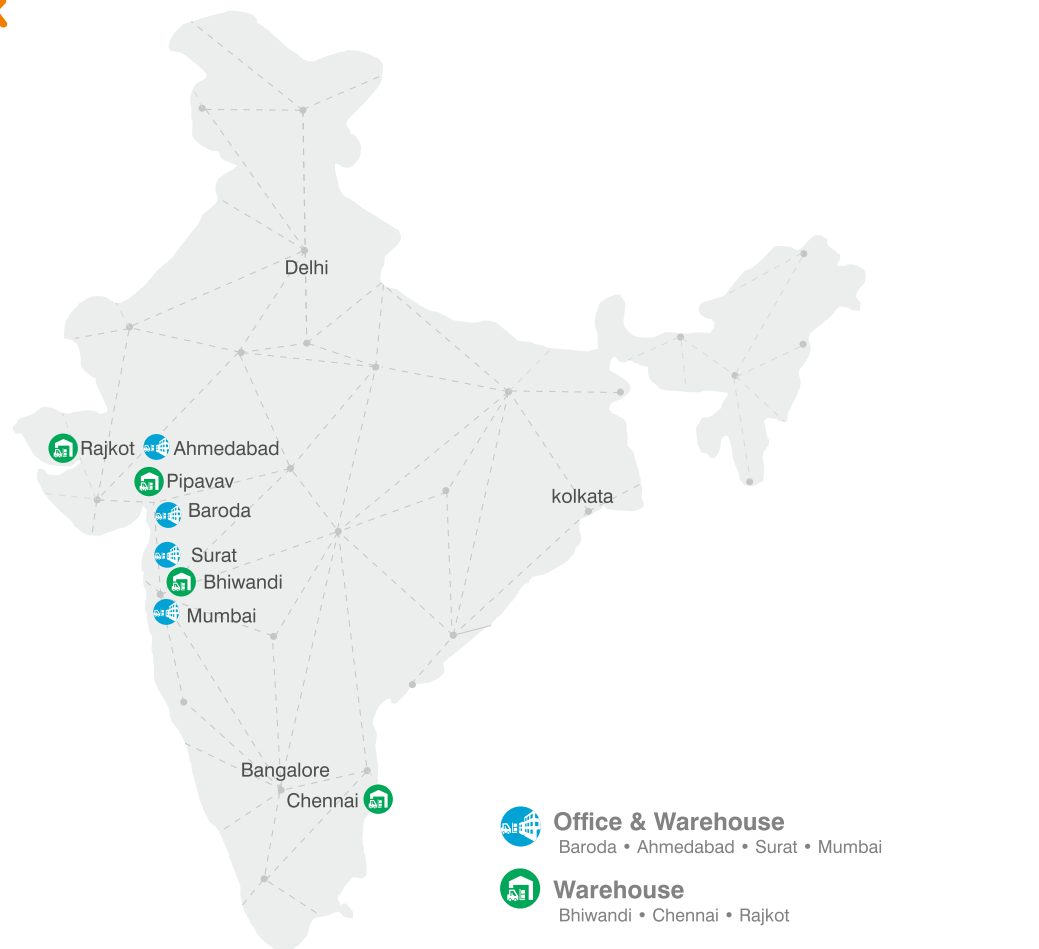 Delhi
Rajkot
Ahmedabad
Pipavav
Baroda
kolkata
Surat
Bhiwandi
Mumbai
Bangalore
Chennai
Office & Warehouse
Baroda • Ahmedabad • Surat • Mumbai
Warehouse
Bhiwandi • Chennai • Rajkot